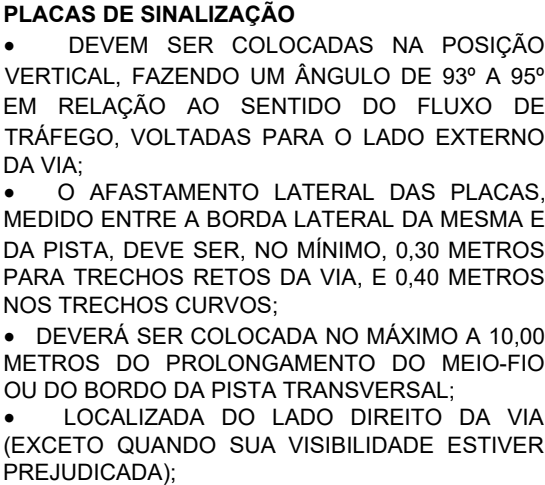 PLACAS DE SINALIZAÇÃO
• DEVEM SER COLOCADAS NA POSIÇÃO
VERTICAL, FAZENDO UM ÂNGULO DE 93º A 95º
EM RELAÇÃO AO SENTIDO DO FLUXO DE
TRÁFEGO, VOLTADAS PARA O LADO EXTERNO
DA VIA;
• O AFASTAMENTO LATERAL DAS PLACAS,
MEDIDO ENTRE A BORDA LATERAL DA MESMA E
DA PISTA, DEVE SER, NO MÍNIMO, 0,30 METROS
PARA TRECHOS RETOS DA VIA, E 0,40 METROS
NOS TRECHOS CURVOS;
• DEVERÁ SER COLOCADA NO MÁXIMO A 10,00
METROS DO PROLONGAMENTO DO MEIO-FIO
OU DO BORDO DA PISTA TRANSVERSAL;
• LOCALIZADA DO LADO DIREITO DA VIA
(EXCETO QUANDO SUA VISIBILIDADE ESTIVER
PREJUDICADA);